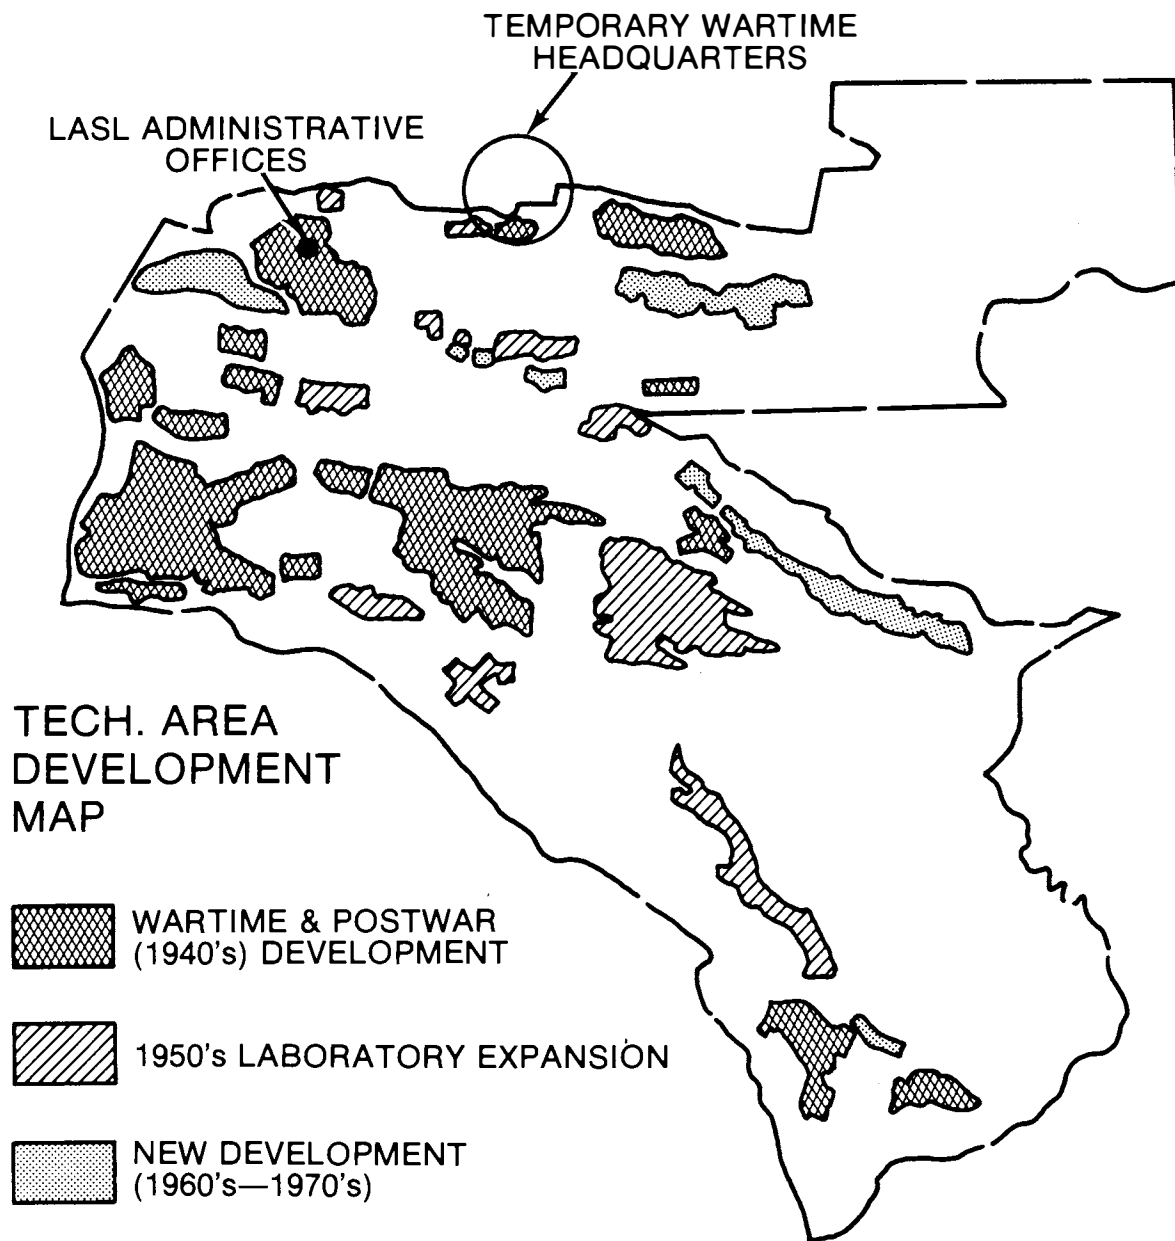 TEMPORARY WARTIME
HEADQUARTERS
LASL ADMINISTRATIVE
OFFICES
TECH. AREA
DEVELOPMENT
MAP
WARTIME & POSTWAR
(1940's) DEVELOPMENT
1950's LABORATORY EXPANSION
NEW DEVELOPMENT
(1960's—1970's)